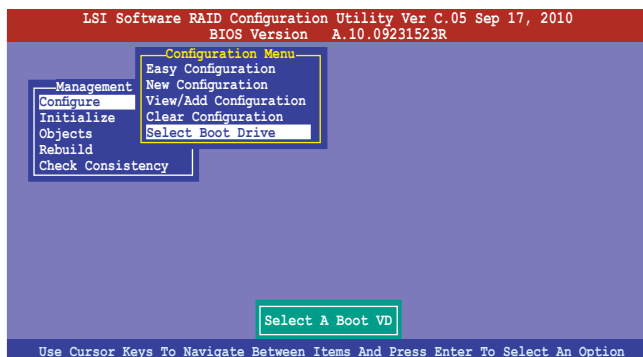 LSI Software RAID Configuration Utility Ver C.05 Sep 17, 2010
BIOS Version A.10.09231523R
Configuration Menu
Easy Configuration
New Configuration
View/Add Configuration
Clear Configuration
Select Boot Drive
Management
Configure
Initialize
Objects
Rebuild
Check Consistency
Select A Boot VD
Use Cursor Keys To Navigate Between Items And Press Enter To Select An Option